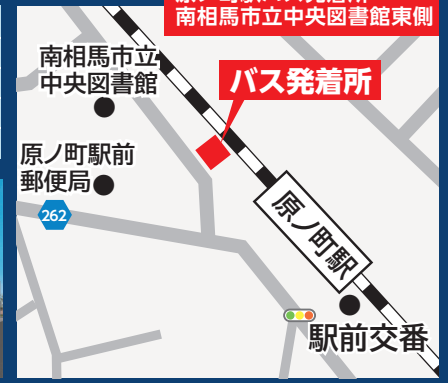 南相馬市立中央図書館東側
南相馬市立
中央図書館
バス発着所
原ノ町駅前
郵便局
262
原ノ町駅
駅前交番